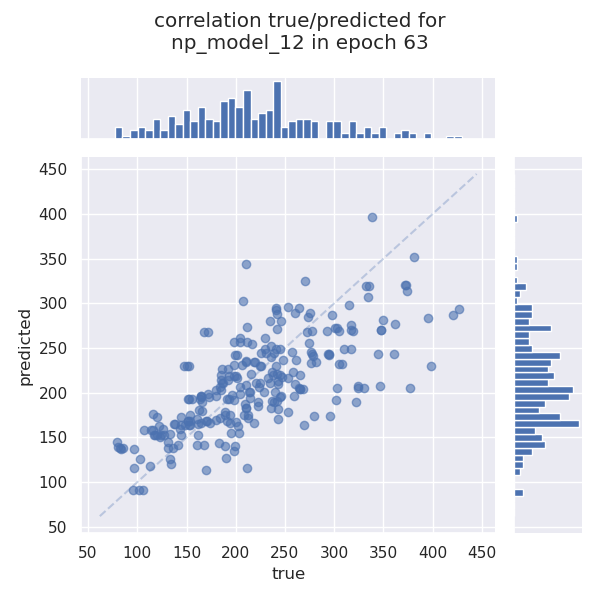 correlation true/predicted for
np_model_12 in epoch 63
450
400
350
300
250
200
150
100
50
predicted
50 100 150 200 250 300 350 400 450
true